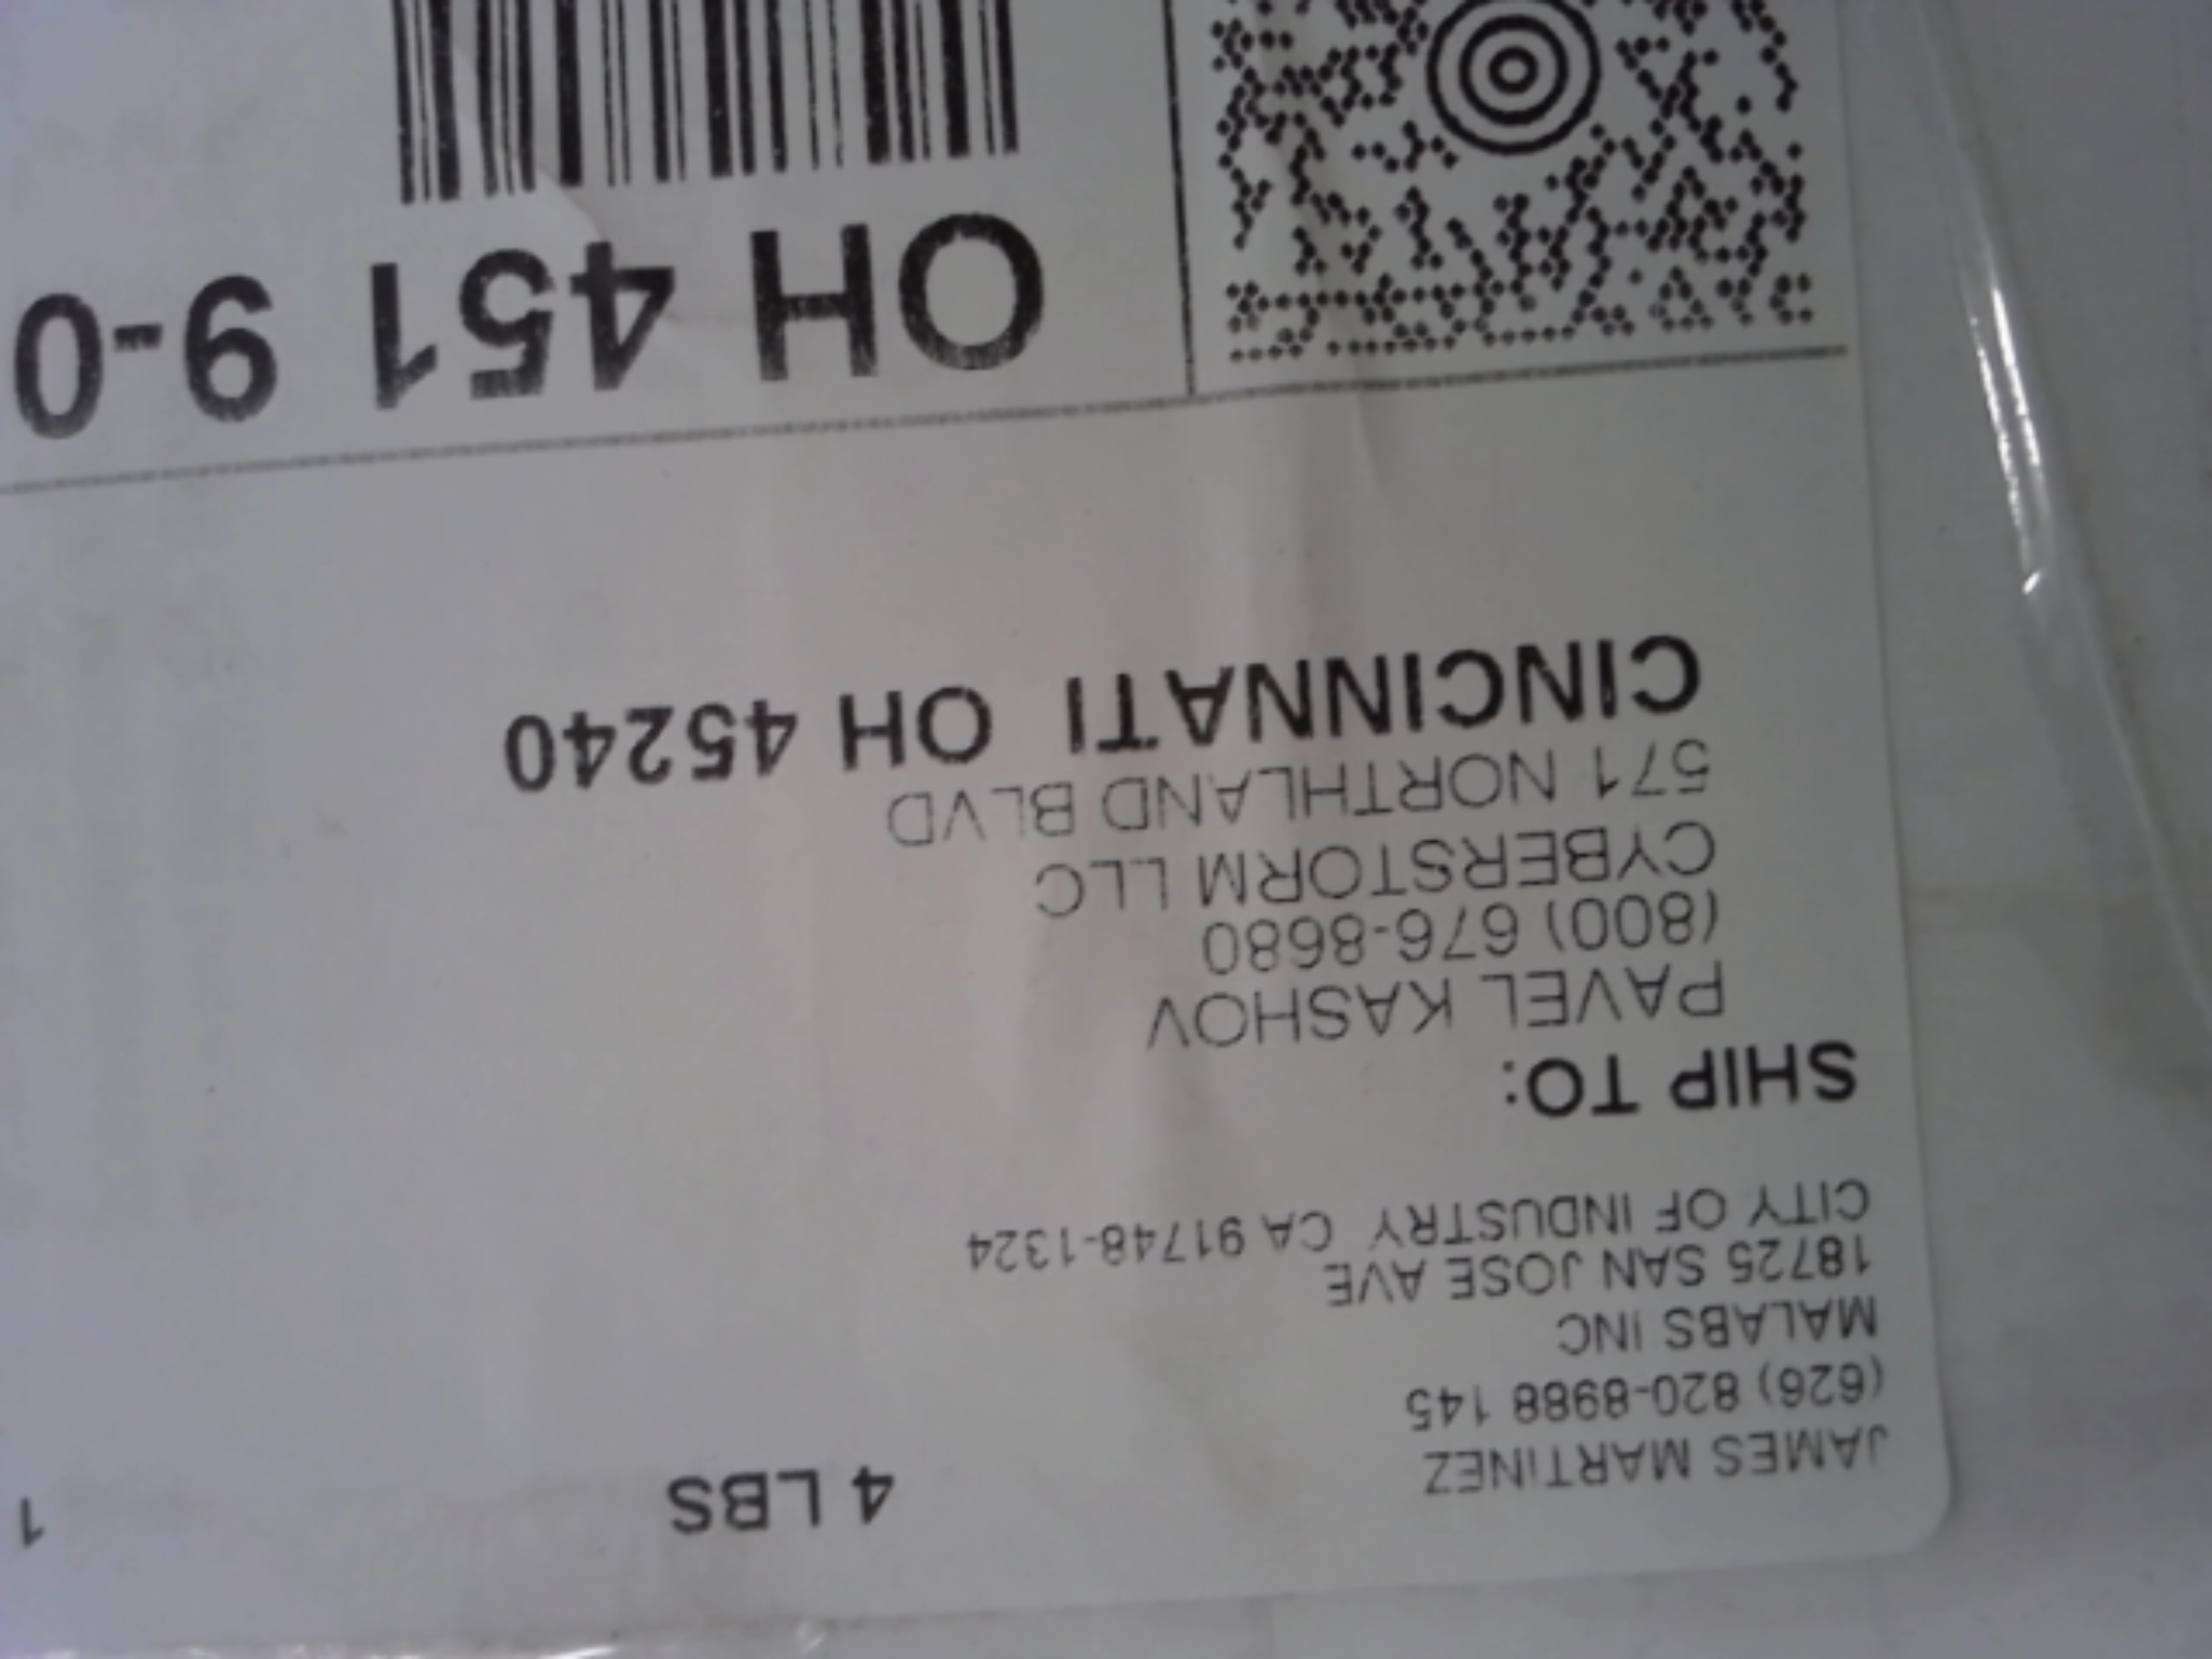 JAMES MARTINEZ
(626) 820-8988 145
MALABS INC
18725 SAN JOSE AVE
CITY OF INDUSTRY CA 91748-1324
4 LBS
1
SHIP TO:
PAVEL KASHOV
(800) 676-8680
CYBERSTORM LLC
571 NORTHLAND BLVD
CINCINNATI OH 45240
OH 451 9-0